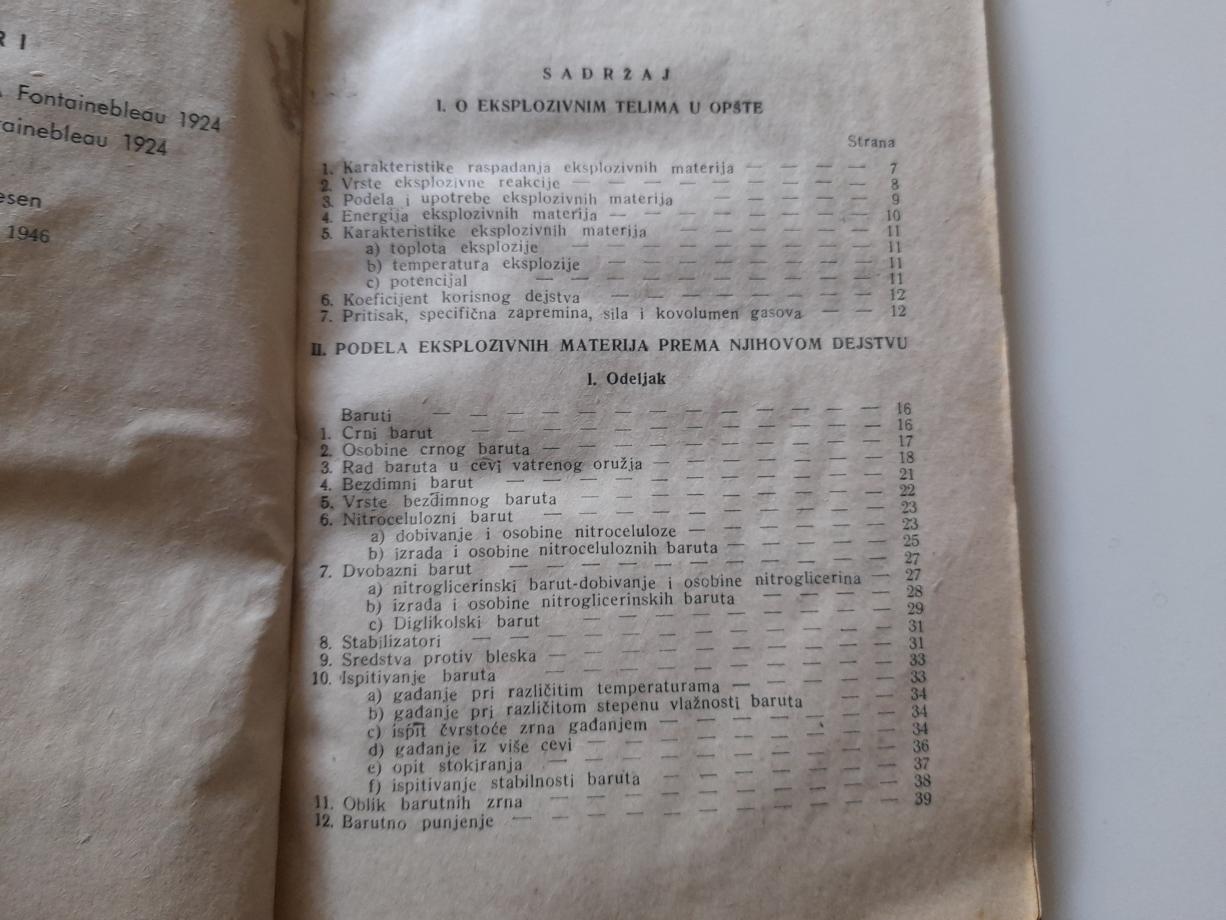 R I
Fontainebleau 1924
ainebleau 1924
esen
1946
SADRŽAJ
I. O EKSPLOZIVNIM TELIMA U OPŠTE
Strana
1. Karakteristike raspadanja eksplozivnih materija — — — — 7
2. Vrste eksplozivne reakcije — — — — — — — — 8
3. Podela i upotrebe eksplozivnih materija — — — — — 9
4. Energija eksplozivnih materija — — — — — — — 10
5. Karakteristike eksplozivnih materija — — — — — — 11
a) toplota eksplozije — — — — — — — — 11
b) temperatura eksplozije — — — — — — — 11
c) potencijal — — — — — — — — — 11
6. Koeficijent korisnog dejstva — — — — — — — 12
7. Pritisak, specifična zapremina, sila i kovolumen gasova — — 12
II. PODELA EKSPLOZIVNIH MATERIJA PREMA NJIHOVOM DEJSTVU
I. Odeljak
Baruti — — — — — — — — — — — — 16
1. Crni barut — — — — — — — — — — — 16
2. Osobine crnog baruta — — — — — — — — — 17
3. Rad baruta u cevi vatrenog oružja — — — — — — 18
4. Bezdimni barut — — — — — — — — — — 21
5. Vrste bezdimnog baruta — — — — — — — — 22
6. Nitrocelulozni barut — — — — — — — — — 23
a) dobivanje i osobine nitroceluloze — — — — — 23
b) izrada i osobine nitroceluloznih baruta — — — — 25
7. Dvobazni barut — — — — — — — — — — 27
a) nitroglicerinski barut-dobivanje i osobine nitroglicerina — 27
b) izrada i osobine nitroglicerinskih baruta — — — — 28
c) Diglikolski barut — — — — — — — — 29
8. Stabilizatori — — — — — — — — — — — 31
9. Sredstva protiv bleska — — — — — — — — — 31
10. Ispitivanje baruta — — — — — — — — — — 33
a) gađanje pri različitim temperaturama — — — — — 33
b) gađanje pri različitom stepenu vlažnosti baruta — — 34
c) ispit čvrstoće zrna gađanjem — — — — — — 34
d) gađanje iz više cevi — — — — — — — — 34
e) opit stokiranja — — — — — — — — — 36
f) ispitivanje stabilnosti baruta — — — — — — 37
11. Oblik barutnih zrna — — — — — — — — — 38
12. Barutno punjenje — — — — — — — — — — 39